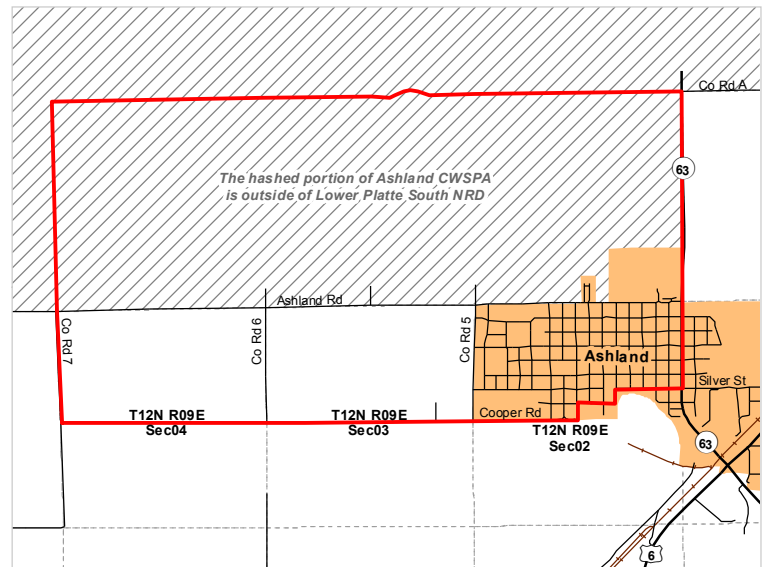 Co Rd A
63
The hashed portion of Ashland CWSPA
is outside of Lower Platte South NRD
Ashland Rd
Co Rd 7
Co Rd 6
Co Rd 5
Ashland
Silver St
T12N R09E
Sec04
T12N R09E
Sec03
Cooper Rd
T12N R09E
Sec02
63
6